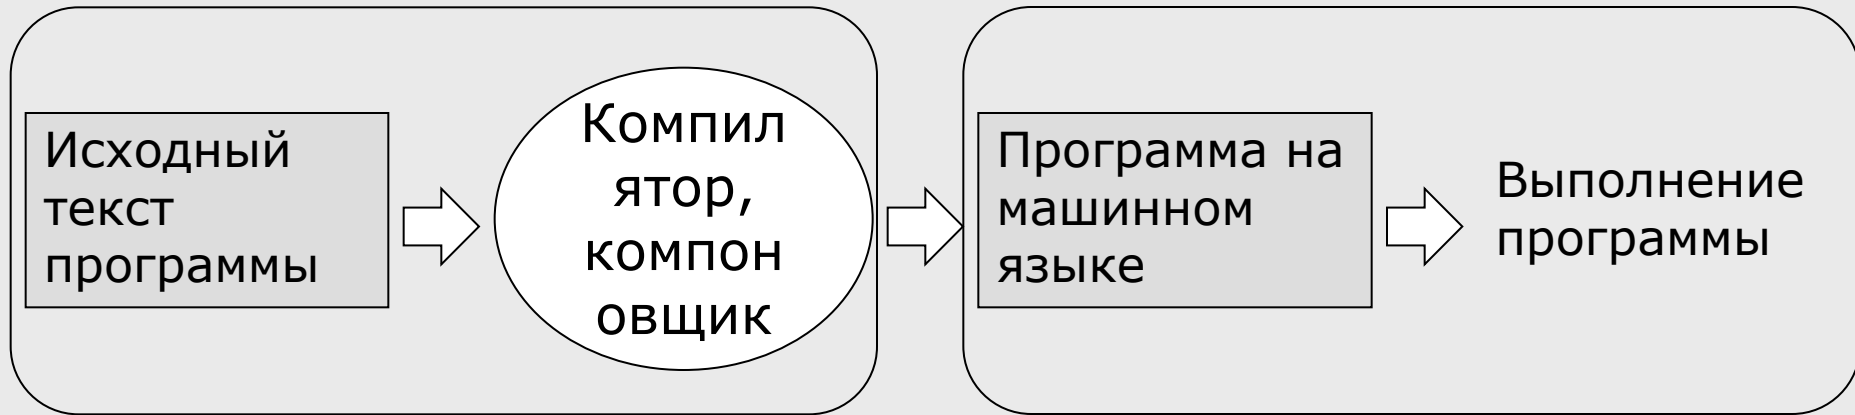 Исходный
текст
программы
Компил
ятор,
компон
овщик
Программа на
машинном
языке
Выполнение
программы